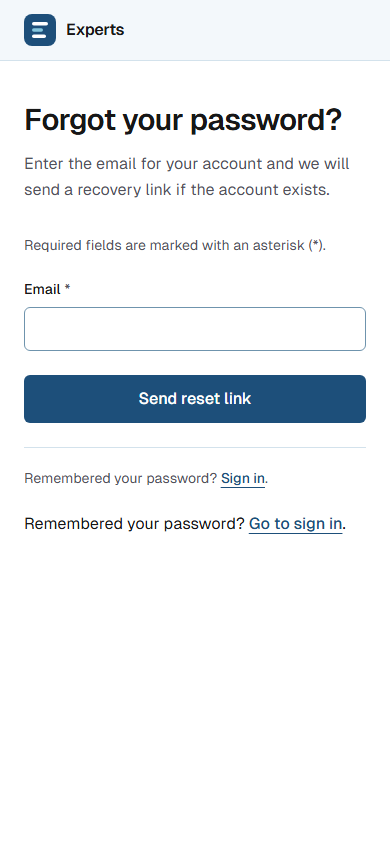 Experts
Forgot your password?
Enter the email for your account and we will
send a recovery link if the account exists.
Required fields are marked with an asterisk (*).
Email *
Send reset link
Remembered your password? Sign in.
Remembered your password? Go to sign in.